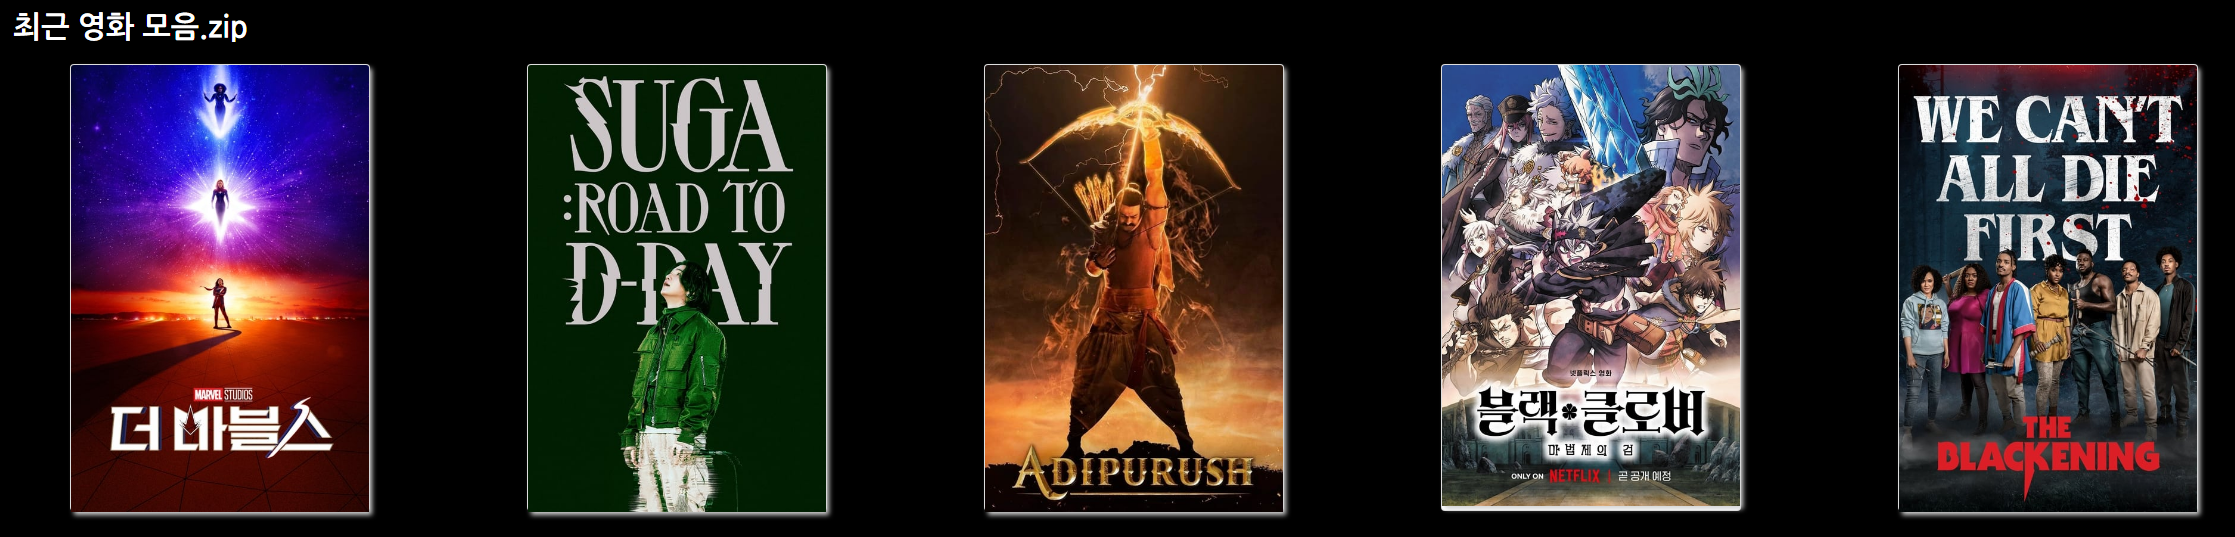 최근 영화 모음.zip
MARVEL STUDIOS
더 마블스
SUGA
:ROAD TO
D-DAY
ADIPURUSH
넷플릭스 영화
블랙 클로버
마법제의 검
ONLY ON NETFLIX | 곧 공개 예정
WE CAN'T
ALL DIE
FIRST
THE
BLACKENING